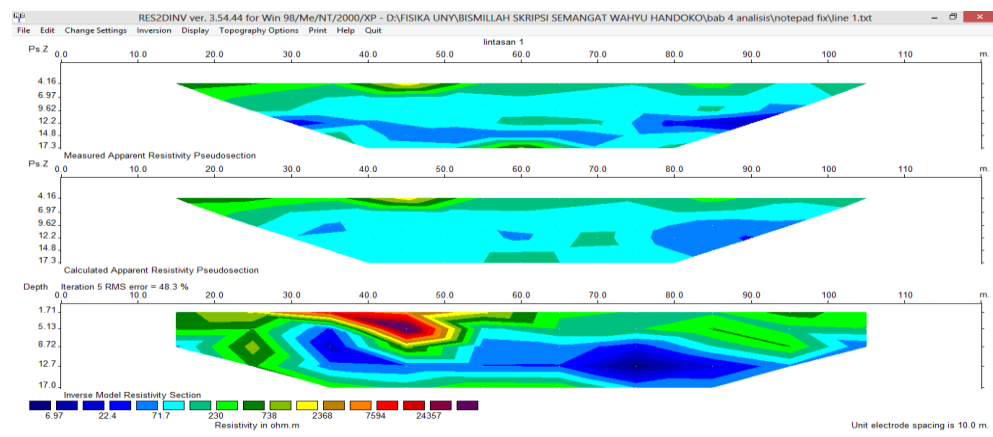 RES2DINV ver. 3.54.44 for Win 98/Me/NT/2000/XP - D:\FISIKA UNY\BISMILLAH SKRIPSI SEMANGAT WAHYU HANDOKO\bab 4 analisis\notepad fix\line 1.txt
File Edit Change Settings Inversion Display Topography Options Print Help Quit
lintasan 1
Ps.Z 0.0 10.0 20.0 30.0 40.0 50.0 60.0 70.0 80.0 90.0 100 110 m.
4.16
6.97
9.62
12.2
14.8
17.3
Measured Apparent Resistivity Pseudosection
Ps.Z 0.0 10.0 20.0 30.0 40.0 50.0 60.0 70.0 80.0 90.0 100 110 m.
4.16
6.97
9.62
12.2
14.8
17.3
Calculated Apparent Resistivity Pseudosection
Depth Iteration 5 RMS error = 48.3 %
0.0 10.0 20.0 30.0 40.0 50.0 60.0 70.0 80.0 90.0 100 110 m.
1.71
5.13
8.72
12.7
17.0
Inverse Model Resistivity Section
6.97 22.4 71.7 230 738 2368 7594 24357
Resistivity in ohm.m Unit electrode spacing is 10.0 m.